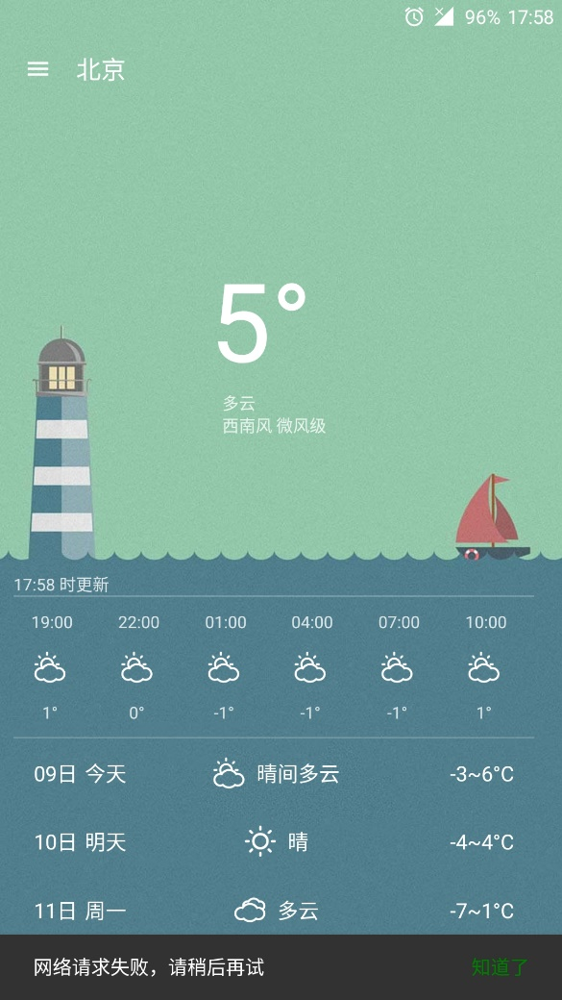 96% 17:58
北京
5°
多云
西南风 微风级
17:58 时更新
19:00 22:00 01:00 04:00 07:00 10:00
1° 0° -1° -1° -1° 1°
09日 今天 晴间多云 -3~6°C
10日 明天 晴 -4~4°C
11日 周一 多云 -7~1°C
网络请求失败，请稍后再试 知道了